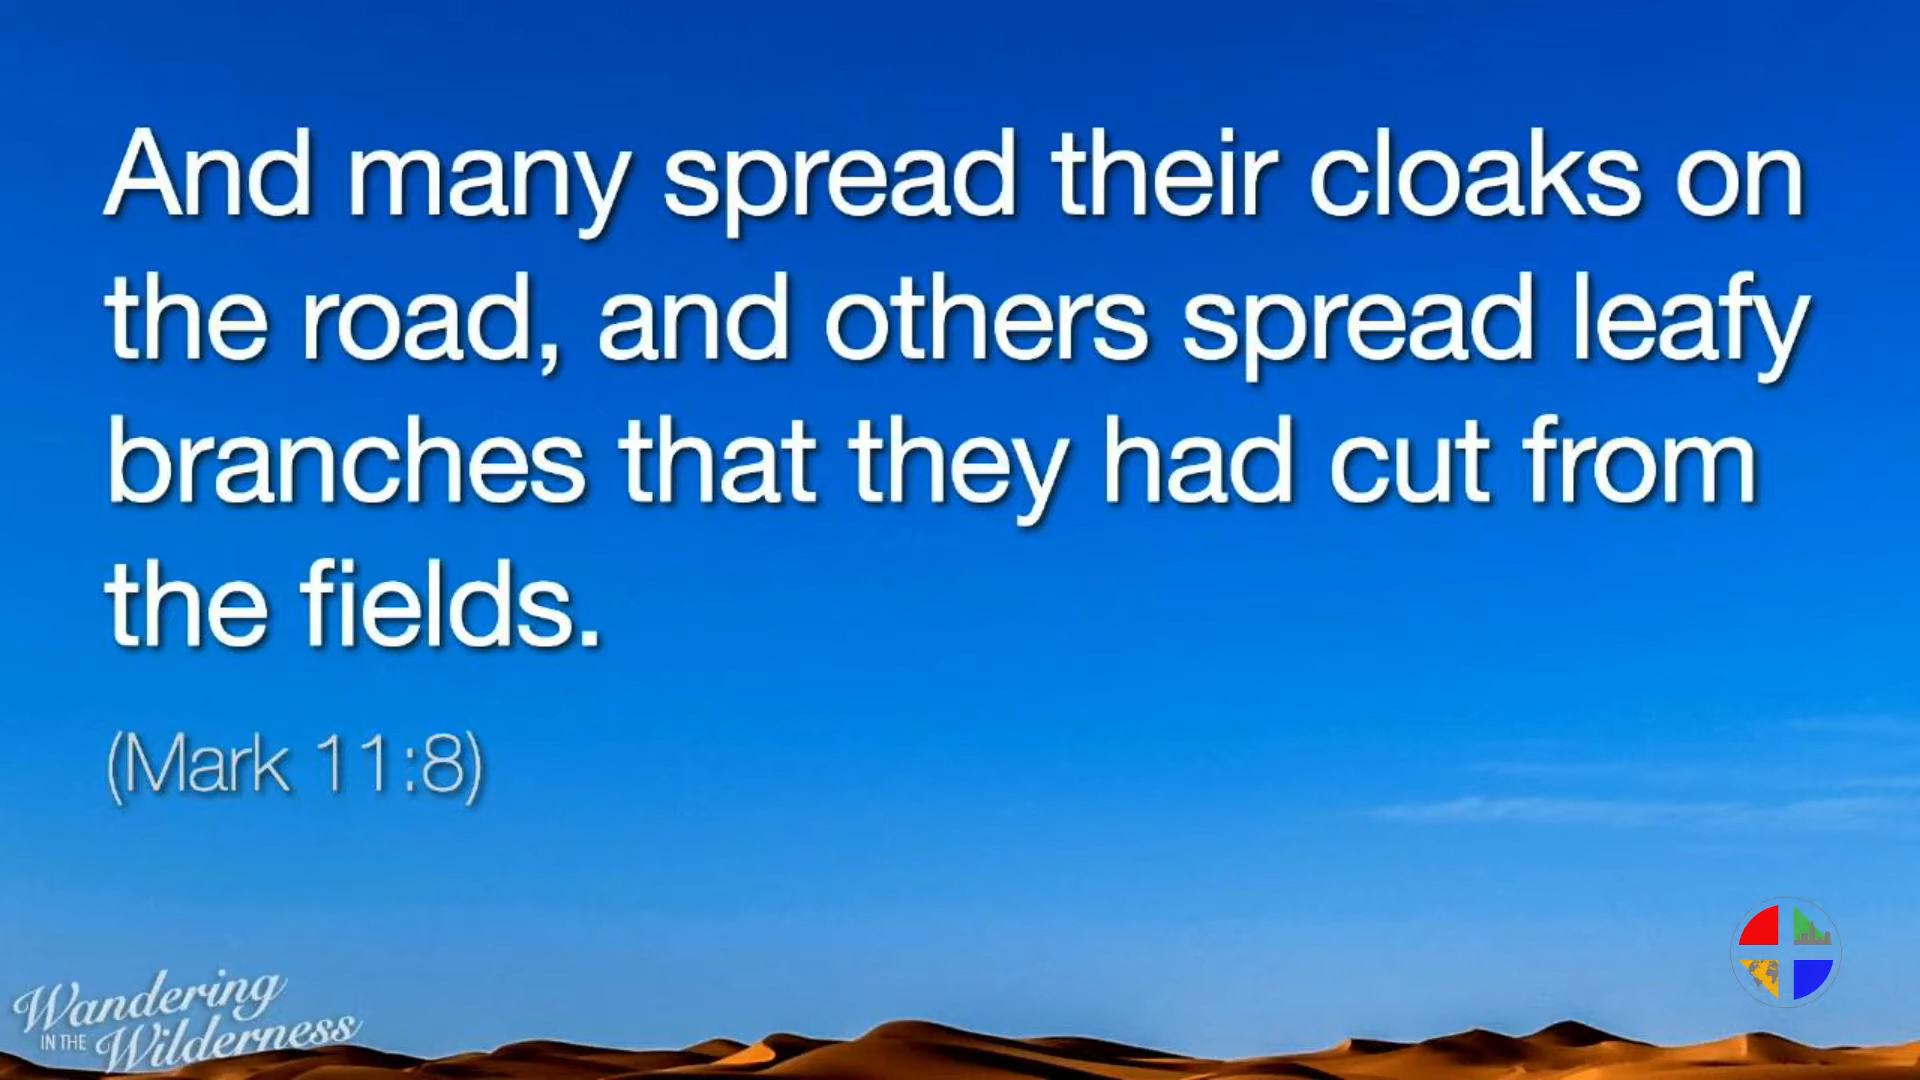 And many spread their cloaks on
the road, and others spread leafy
branches that they had cut from
the fields.
(Mark 11:8)
Wandering
IN THE Wilderness